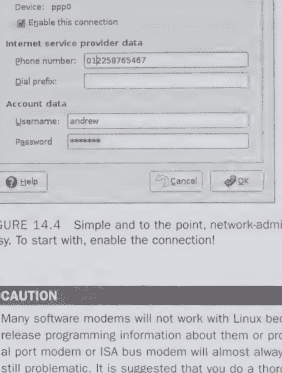 Device: ppp0
Enable this connection
Internet service provider data
Phone number: 012258765467
Dial prefix:
Account data
Username: andrew
Password *******
Help Cancel OK
GURE 14.4 Simple and to the point, network-admi
sy. To start with, enable the connection!
CAUTION
Many software modems will not work with Linux bec
release programming information about them or pro
al port modem or ISA bus modem will almost alway
still problematic. It is suggested that you do a thor